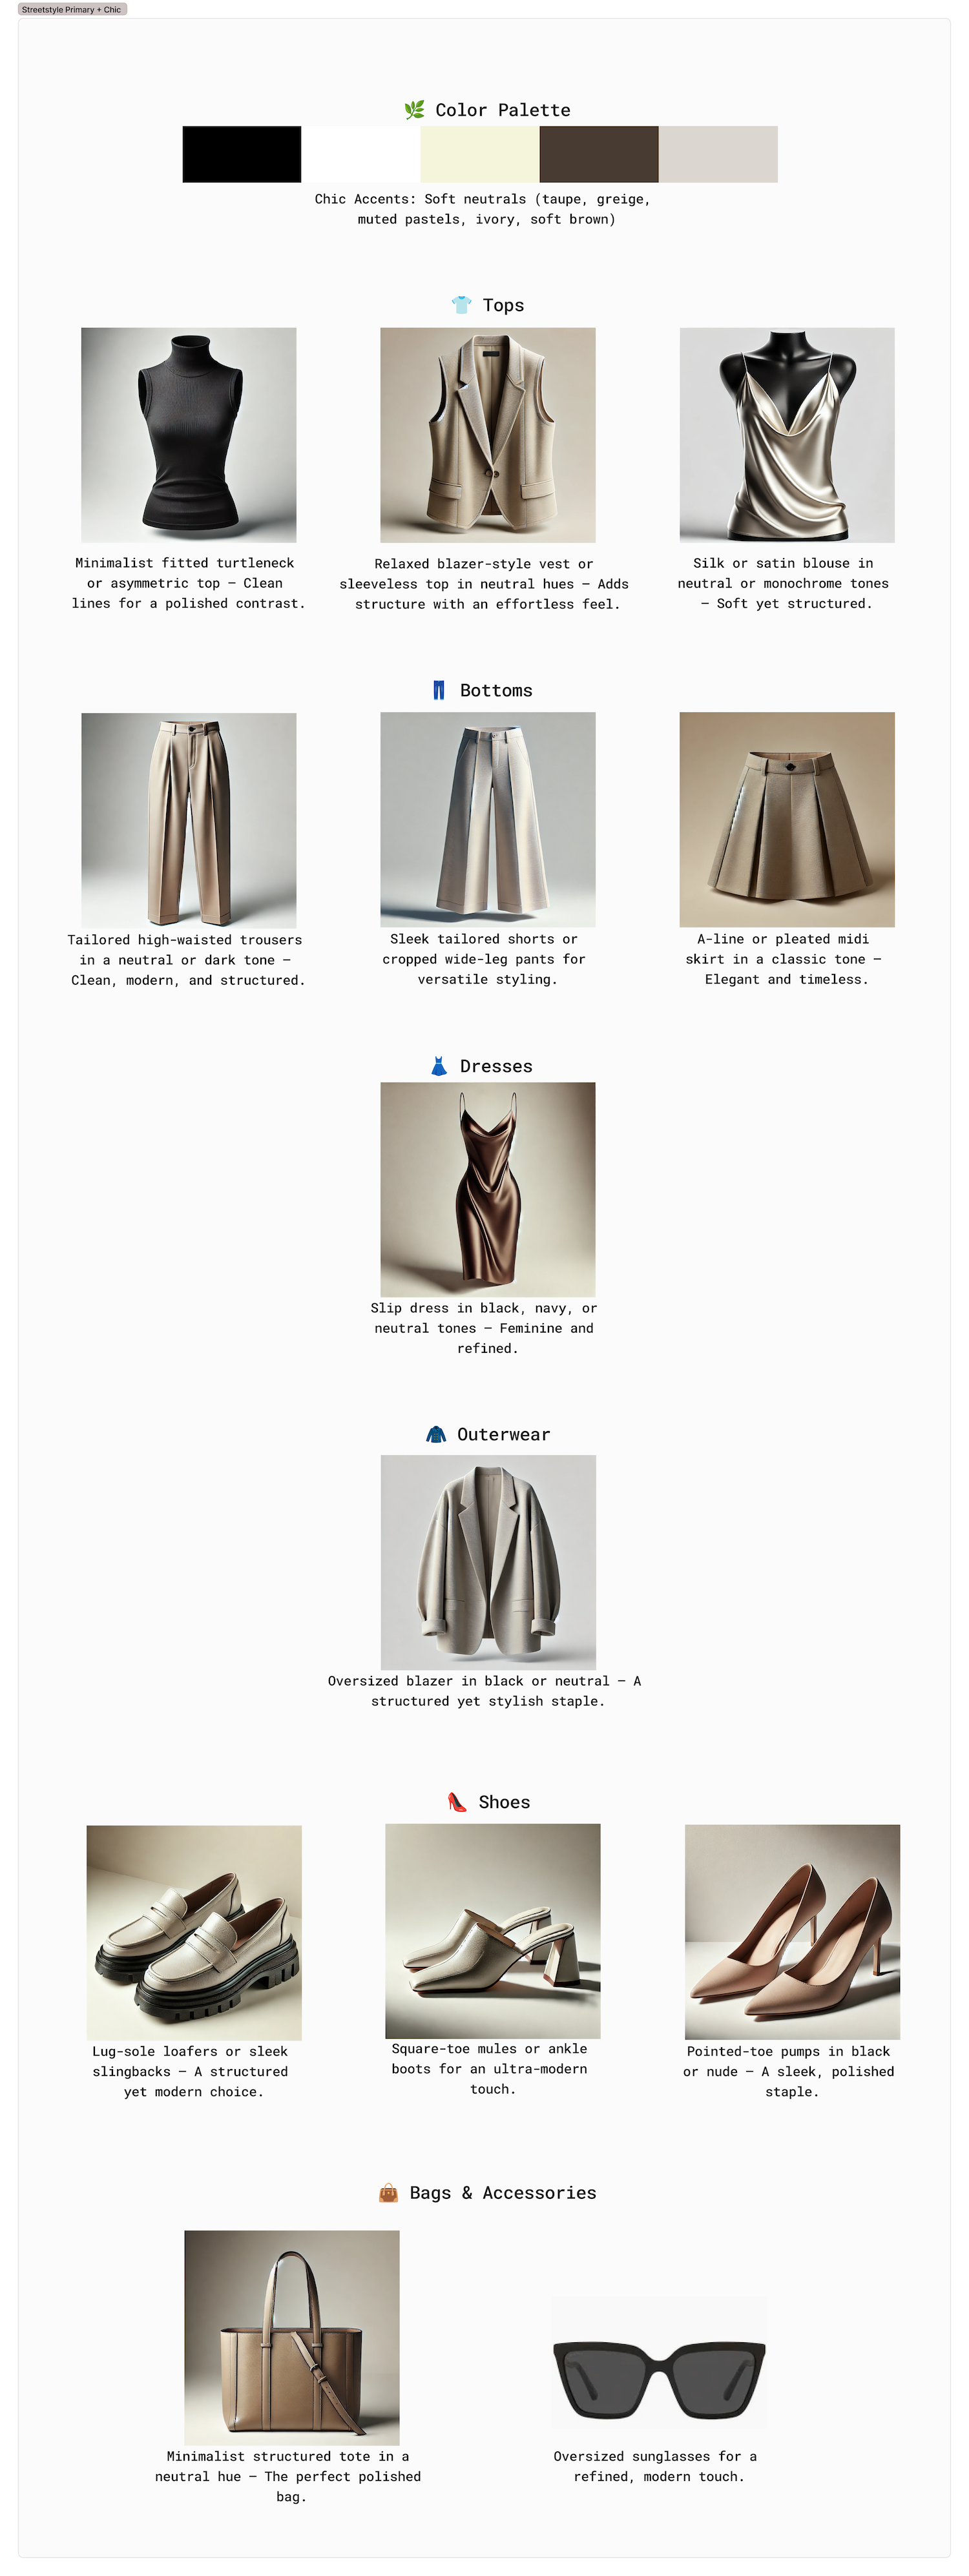 Streetstyle Primary + Chic
🌿 Color Palette
Chic Accents: Soft neutrals (taupe, greige,
muted pastels, ivory, soft brown)
👕 Tops
Minimalist fitted turtleneck
or asymmetric top – Clean
lines for a polished contrast.
Relaxed blazer-style vest or
sleeveless top in neutral hues – Adds
structure with an effortless feel.
Silk or satin blouse in
neutral or monochrome tones
– Soft yet structured.
👖 Bottoms
Tailored high-waisted trousers
in a neutral or dark tone –
Clean, modern, and structured.
Sleek tailored shorts or
cropped wide-leg pants for
versatile styling.
A-line or pleated midi
skirt in a classic tone –
Elegant and timeless.
👗 Dresses
Slip dress in black, navy, or
neutral tones – Feminine and
refined.
🧥 Outerwear
Oversized blazer in black or neutral – A
structured yet stylish staple.
👠 Shoes
Lug-sole loafers or sleek
slingbacks – A structured
yet modern choice.
Square-toe mules or ankle
boots for an ultra-modern
touch.
Pointed-toe pumps in black
or nude – A sleek, polished
staple.
👜 Bags & Accessories
Minimalist structured tote in a
neutral hue – The perfect polished
bag.
Oversized sunglasses for a
refined, modern touch.